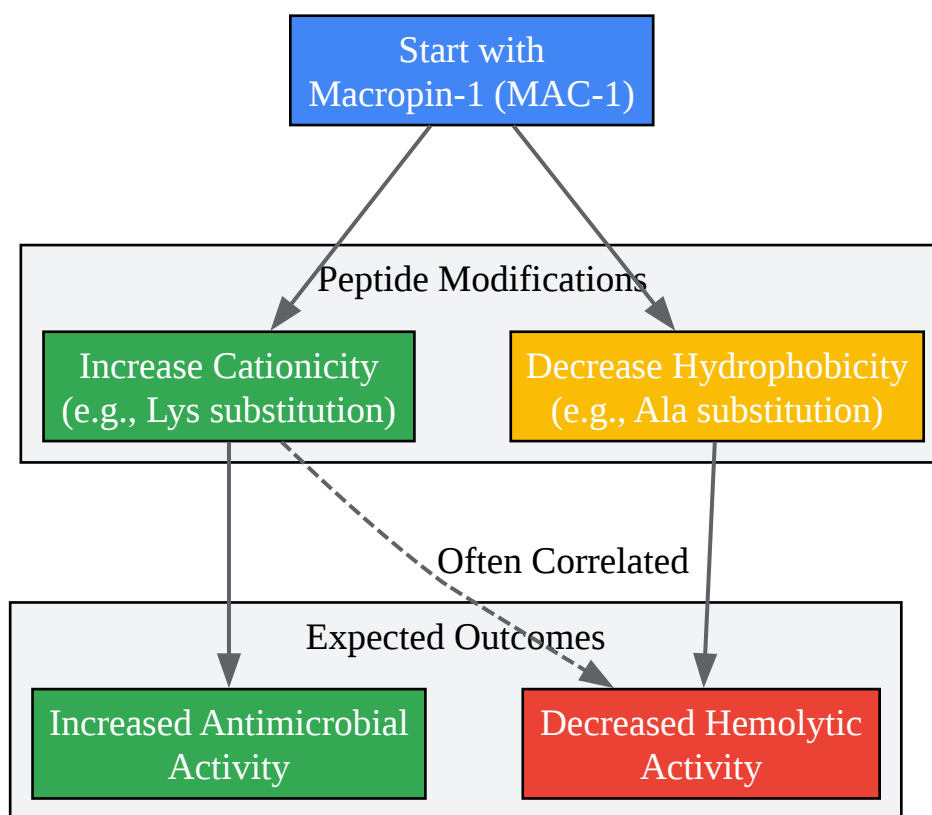 Start with
Macropin-1 (MAC-1)
Peptide Modifications
Increase Cationicity
(e.g., Lys substitution)
Decrease Hydrophobicity
(e.g., Ala substitution)
Often Correlated
Expected Outcomes
Increased Antimicrobial
Activity
Decreased Hemolytic
Activity